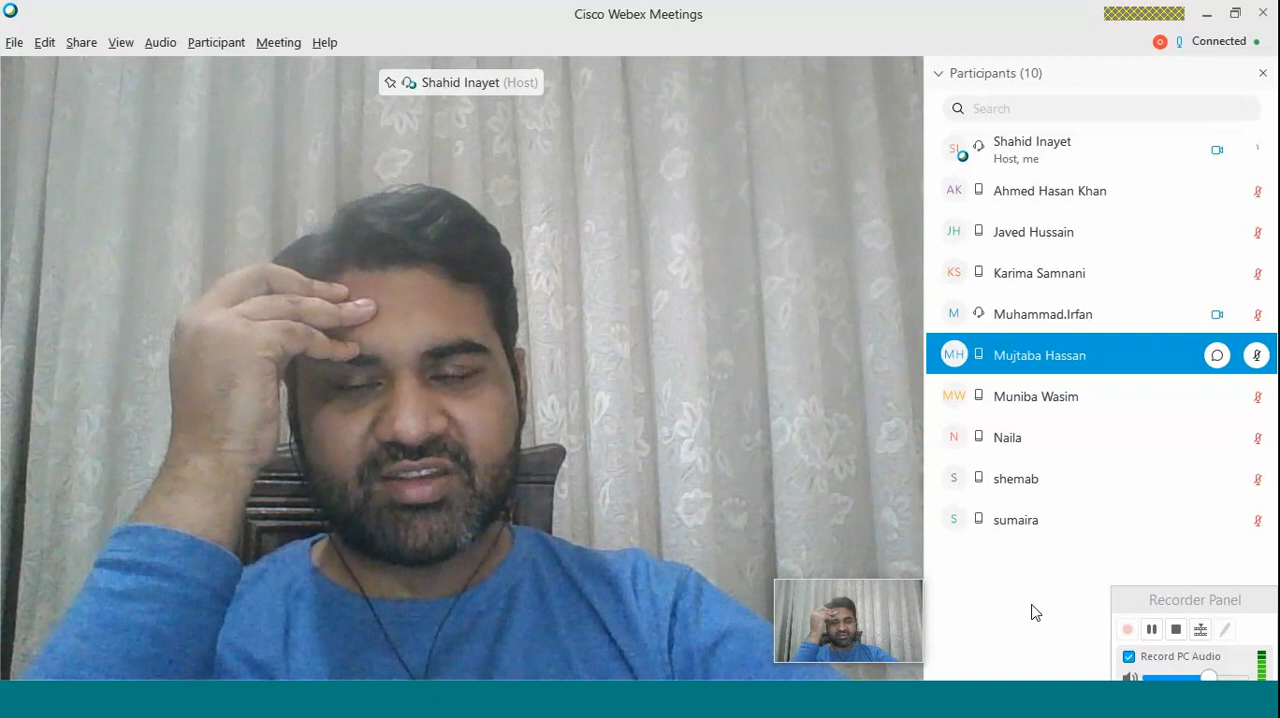 Cisco Webex Meetings
File Edit Share View Audio Participant Meeting Help
Connected
Shahid Inayet (Host)
Participants (10)
Search
SI Shahid Inayet
Host, me
AK Ahmed Hasan Khan
JH Javed Hussain
KS Karima Samnani
M Muhammad.Irfan
MH Mujtaba Hassan
MW Muniba Wasim
N Naila
S shemab
S sumaira
Recorder Panel
Record PC Audio